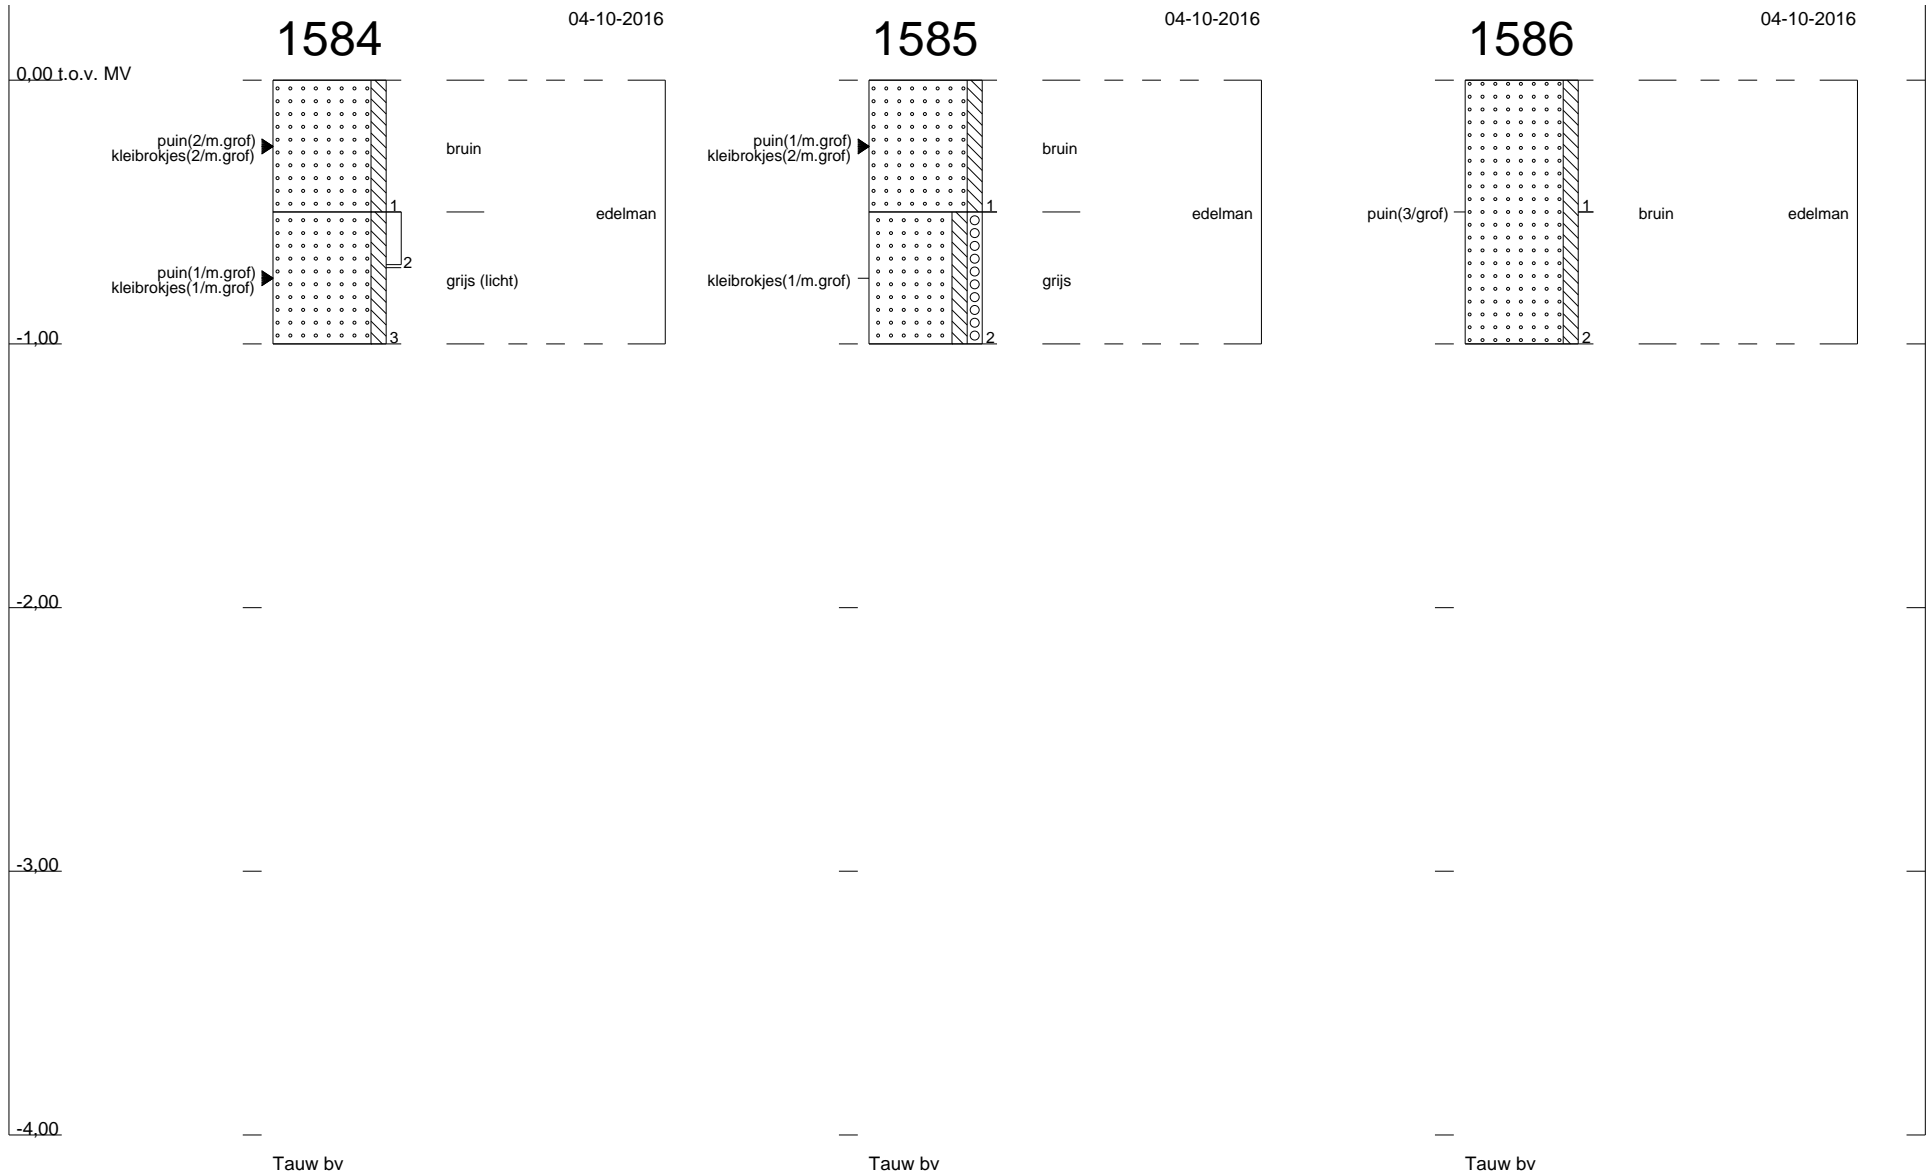 04-10-2016
04-10-2016
04-10-2016
1584
1585
1586
0,00 t.o.v. MV
puin(2/m.grof)
kleibrokjes(2/m.grof)
bruin
1
edelman
2
puin(1/m.grof)
kleibrokjes(1/m.grof)
grijs (licht)
3
puin(1/m.grof)
kleibrokjes(2/m.grof)
bruin
1
edelman
kleibrokjes(1/m.grof)
grijs
2
puin(3/grof)
1
bruin
edelman
2
-1,00
-2,00
-3,00
-4,00
Tauw bv
Tauw bv
Tauw bv